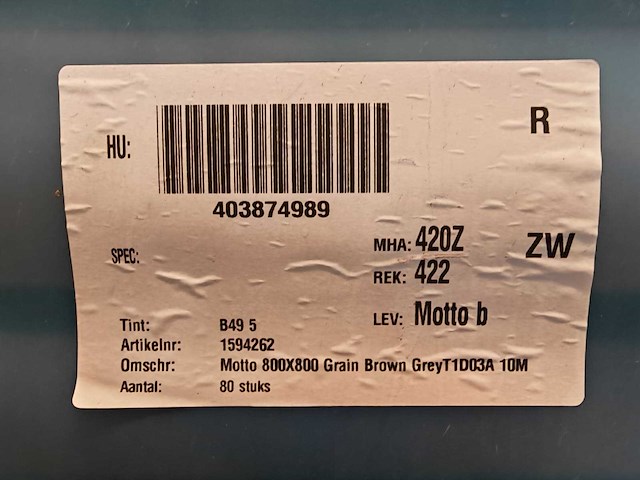 R
HU:
403874989
MHA: 420Z
ZW
SPEC:
REK: 422
LEV: Motto b
Tint: B49 5
Artikelnr: 1594262
Omschr: Motto 800X800 Grain Brown GreyT1D03A 10M
Aantal: 80 stuks